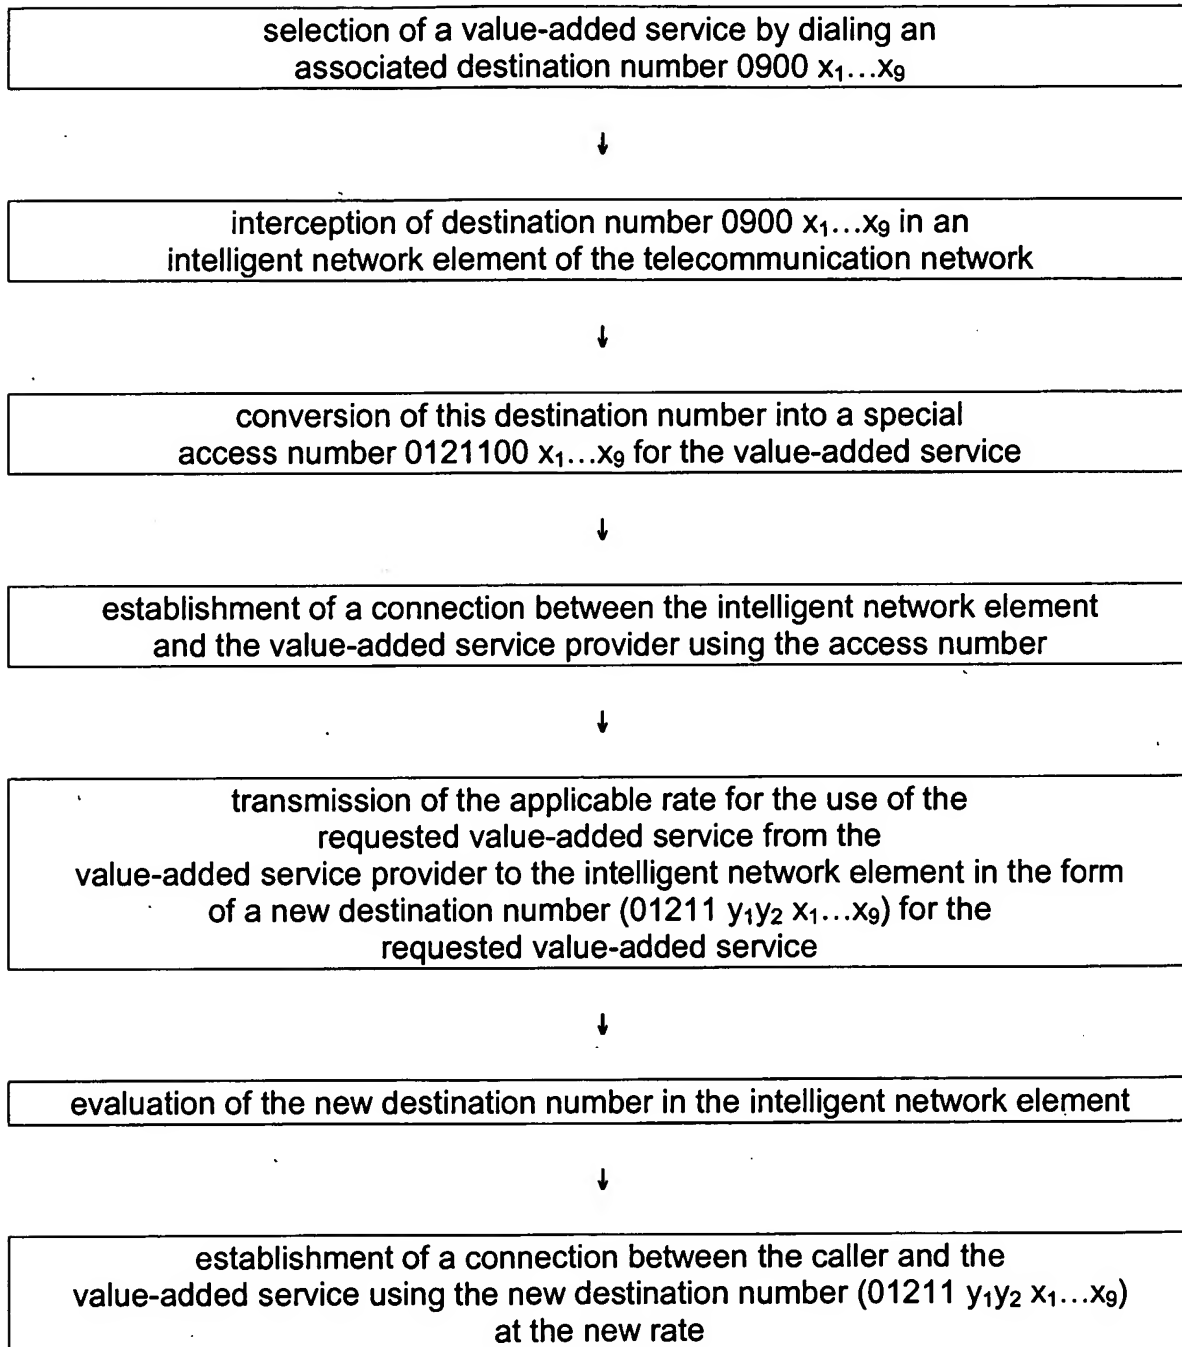 selection of a value-added service by dialing an
associated destination number 0900 x₁...x₉
↓
interception of destination number 0900 x₁...x₉ in an
intelligent network element of the telecommunication network
↓
conversion of this destination number into a special
access number 0121100 x₁...x₉ for the value-added service
↓
establishment of a connection between the intelligent network element
and the value-added service provider using the access number
↓
transmission of the applicable rate for the use of the
requested value-added service from the
value-added service provider to the intelligent network element in the form
of a new destination number (01211 y₁y₂ x₁...x₉) for the
requested value-added service
↓
evaluation of the new destination number in the intelligent network element
↓
establishment of a connection between the caller and the
value-added service using the new destination number (01211 y₁y₂ x₁...x₉)
at the new rate